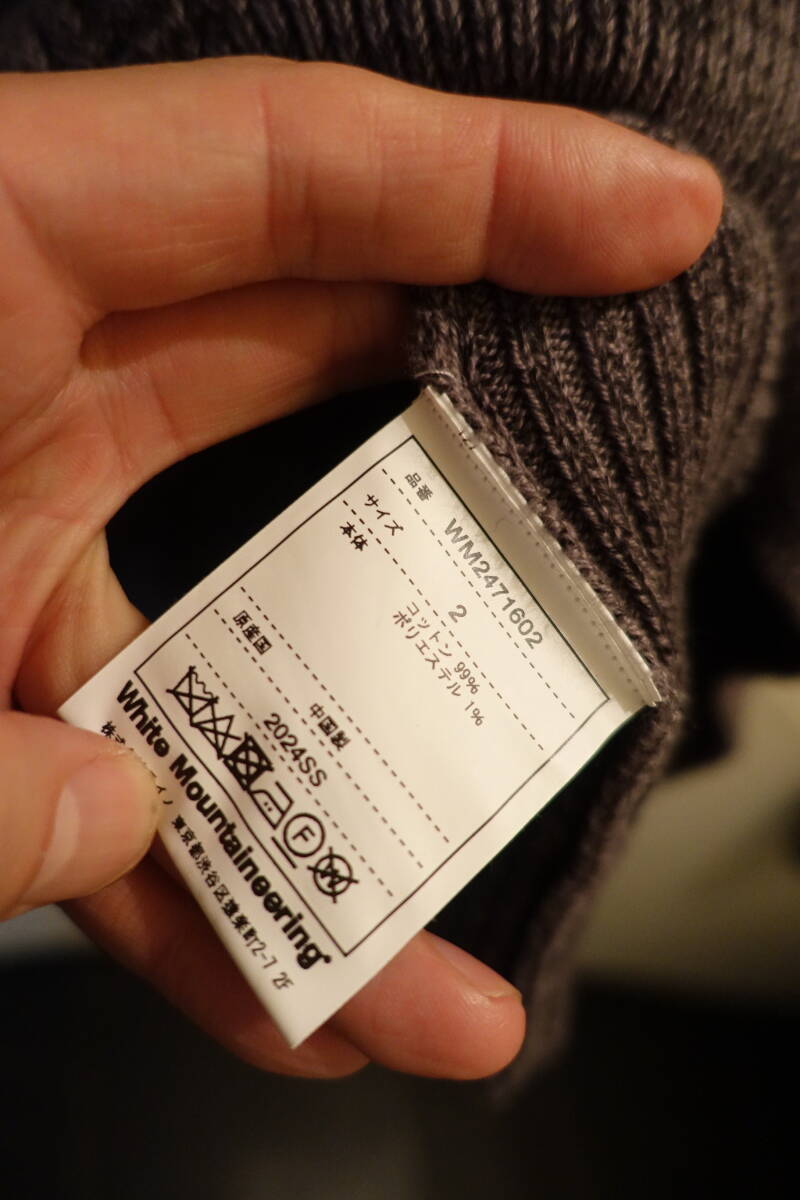 品番 WM2471602
サイズ 2
本体 コットン 99%
ポリエステル 1%
原産国 中国製
2024SS
F
W
White Mountaineering®
東京都渋谷区猿楽町2-7 2F